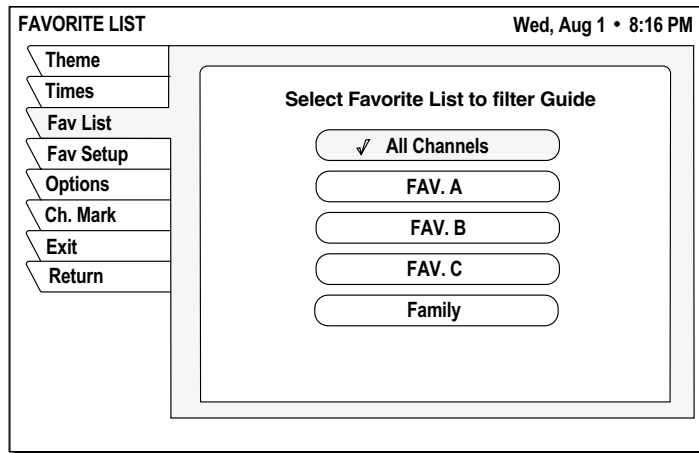 FAVORITE LIST
Wed, Aug 1 • 8:16 PM
Theme
Times
Fav List
Fav Setup
Options
Ch. Mark
Exit
Return
Select Favorite List to filter Guide
✓ All Channels
FAV. A
FAV. B
FAV. C
Family